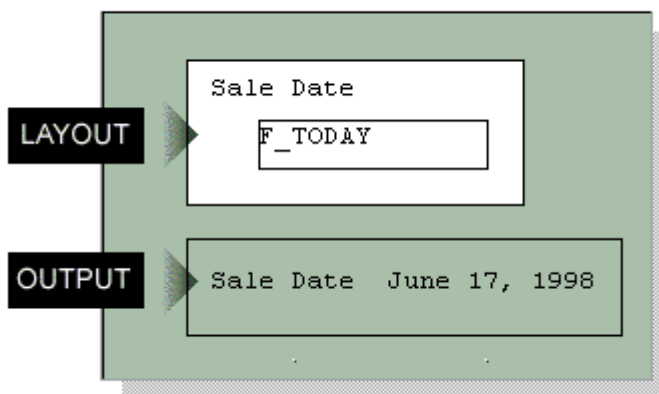 Sale Date
LAYOUT
F_TODAY
OUTPUT
Sale Date June 17, 1998